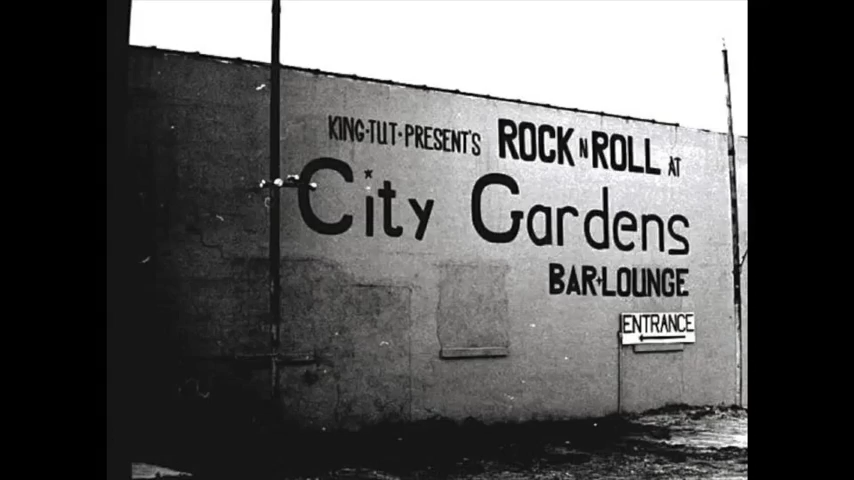 KING·TUT·PRESENT'S ROCK N ROLL AT
City Gardens
BAR+LOUNGE
ENTRANCE